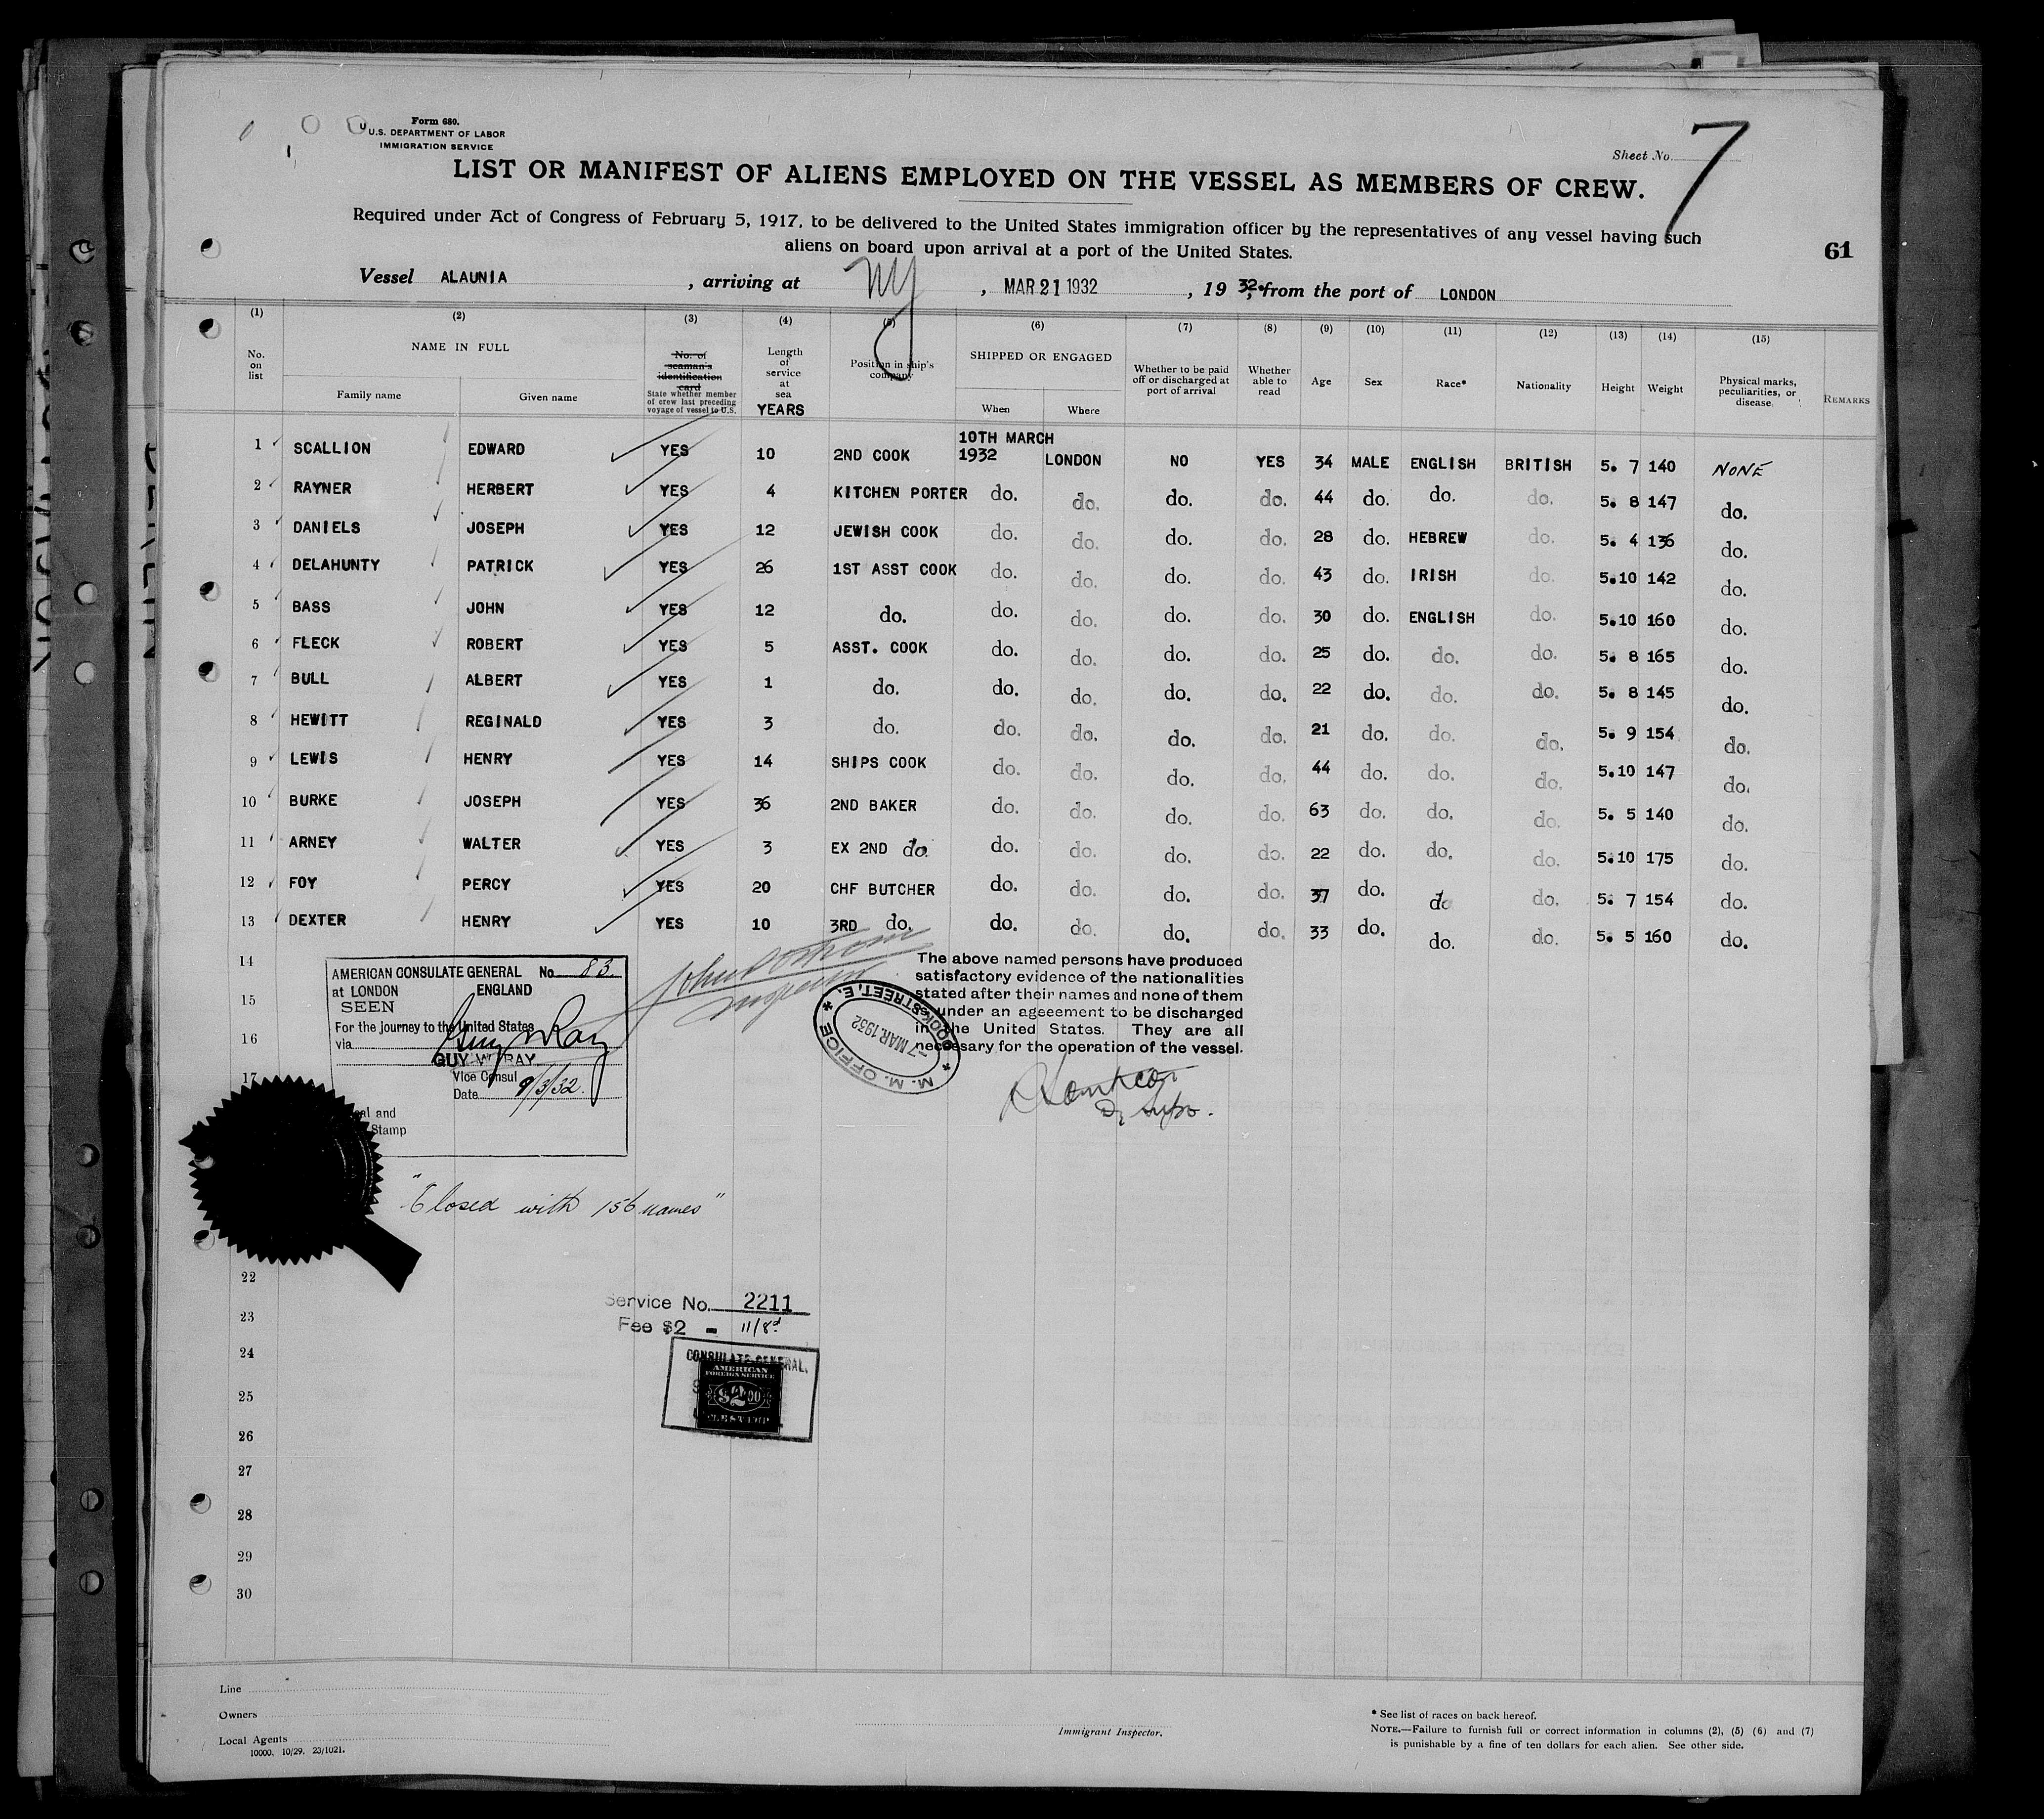 Form 680.
U.S. DEPARTMENT OF LABOR
IMMIGRATION SERVICE
Sheet No. 7
LIST OR MANIFEST OF ALIENS EMPLOYED ON THE VESSEL AS MEMBERS OF CREW.
Required under Act of Congress of February 5, 1917, to be delivered to the United States immigration officer by the representatives of any vessel having such
aliens on board upon arrival at a port of the United States.
61
Vessel ALAUNIA , arriving at NY , MAR 21 1932 , 19 32, from the port of LONDON
(1) (2) (3) (4) (5) (6) (7) (8) (9) (10) (11) (12) (13) (14) (15)
No. on list
NAME IN FULL
Family name Given name
No. of seaman's identification card
State whether member of crew last preceding voyage of vessel to U.S.
Length of service at sea
YEARS
Position in ship's company
SHIPPED OR ENGAGED
When Where
Whether to be paid off or discharged at port of arrival
Whether able to read
Age Sex Race* Nationality Height Weight
Physical marks, peculiarities, or disease.
REMARKS
1 SCALLION EDWARD YES 10 2ND COOK 10TH MARCH 1932 LONDON NO YES 34 MALE ENGLISH BRITISH 5. 7 140 NONE
2 RAYNER HERBERT YES 4 KITCHEN PORTER do. do. do. do. 44 do. do. do. 5. 8 147 do.
3 DANIELS JOSEPH YES 12 JEWISH COOK do. do. do. do. 28 do. HEBREW do. 5. 4 136 do.
4 DELAHUNTY PATRICK YES 26 1ST ASST COOK do. do. do. do. 43 do. IRISH do. 5.10 142 do.
5 BASS JOHN YES 12 do. do. do. do. do. 30 do. ENGLISH do. 5.10 160 do.
6 FLECK ROBERT YES 5 ASST. COOK do. do. do. do. 25 do. do. do. 5. 8 165 do.
7 BULL ALBERT YES 1 do. do. do. do. do. 22 do. do. do. 5. 8 145 do.
8 HEWITT REGINALD YES 3 do. do. do. do. do. 21 do. do. do. 5. 9 154 do.
9 LEWIS HENRY YES 14 SHIPS COOK do. do. do. do. 44 do. do. do. 5.10 147 do.
10 BURKE JOSEPH YES 36 2ND BAKER do. do. do. do. 63 do. do. do. 5. 5 140 do.
11 ARNEY WALTER YES 3 EX 2ND do. do. do. do. do. 22 do. do. do. 5.10 175 do.
12 FOY PERCY YES 20 CHF BUTCHER do. do. do. do. 37 do. do do. 5. 7 154 do.
13 DEXTER HENRY YES 10 3RD do. do. do. do. do. 33 do. do. do. 5. 5 160 do.
14
15
16
17
AMERICAN CONSULATE GENERAL No. 83.
at LONDON ENGLAND
SEEN
For the journey to the United States
via
Guy W Ray
GUY W. RAY.
Vice Consul
Date 9/3/32.
Seal and
Stamp
Inspector
M. M. OFFICE * DOCK STREET, E. *
-7 MAR.1932
The above named persons have produced
satisfactory evidence of the nationalities
stated after their names and none of them
is under an ageeement to be discharged
in the United States. They are all
necessary for the operation of the vessel.
"Closed with 156 names"
22
23
24
25
26
27
28
29
30
Service No. 2211
Fee $2 = 11/8d
CONSULATE GENERAL.
AMERICAN
FOREIGN SERVICE
$2.00
FEE STAMP
Line
Owners
Local Agents
10000. 10/29. 23/1021.
Immigrant Inspector.
* See list of races on back hereof.
NOTE.—Failure to furnish full or correct information in columns (2), (5) (6) and (7)
is punishable by a fine of ten dollars for each alien. See other side.